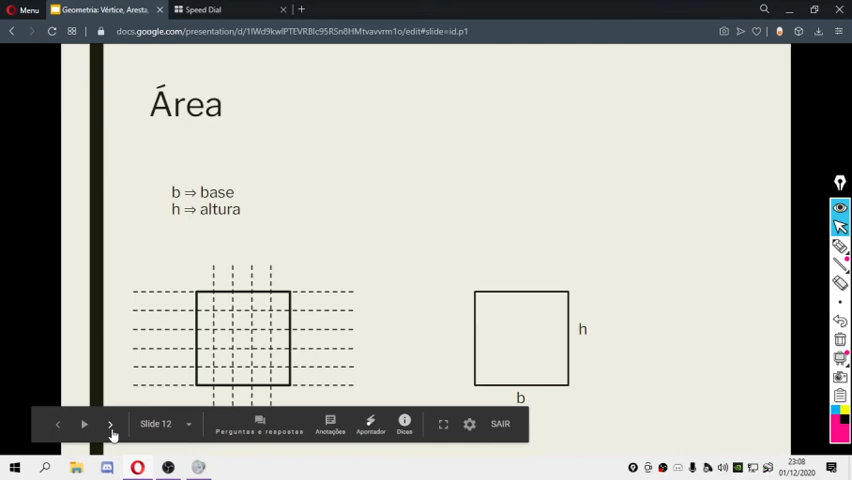 Menu
Geometria: Vértice, Aresta,
Speed Dial
docs.google.com/presentation/d/1lWd9kwlPTEVRBlc95RSn8HMtvavvrm1o/edit#slide=id.p1
Área
b ⇒ base
h ⇒ altura
h
b
Slide 12
Perguntas e respostas
Anotações
Apontador
Dicas
SAIR
23:08
01/12/2020